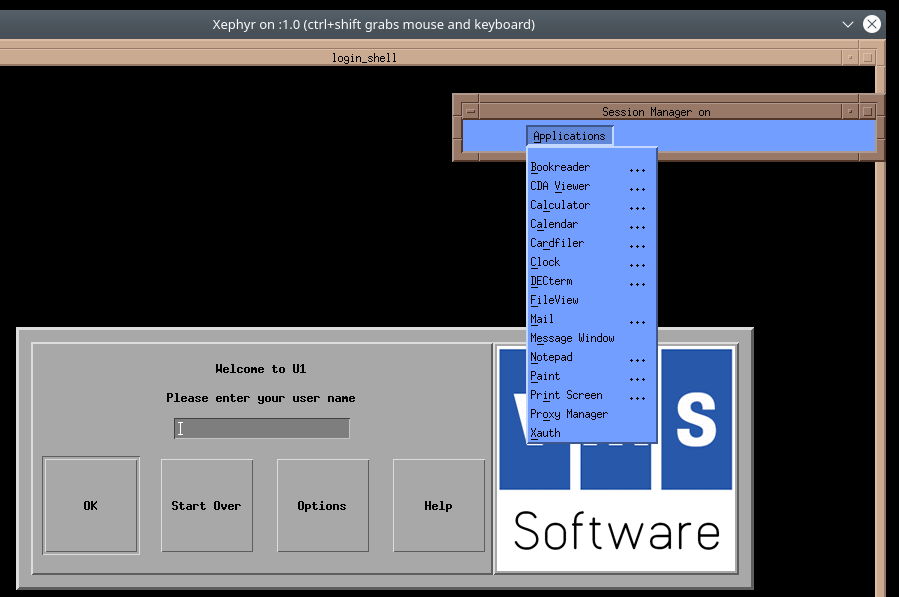 Xephyr on :1.0 (ctrl+shift grabs mouse and keyboard)
login_shell
Session Manager on
Applications
Bookreader ...
CDA Viewer ...
Calculator ...
Calendar ...
Cardfiler ...
Clock ...
DECterm ...
FileView
Mail ...
Message Window
Notepad ...
Paint ...
Print Screen ...
Proxy Manager
Xauth
Welcome to U1
Please enter your user name
OK
Start Over
Options
Help
S
Software